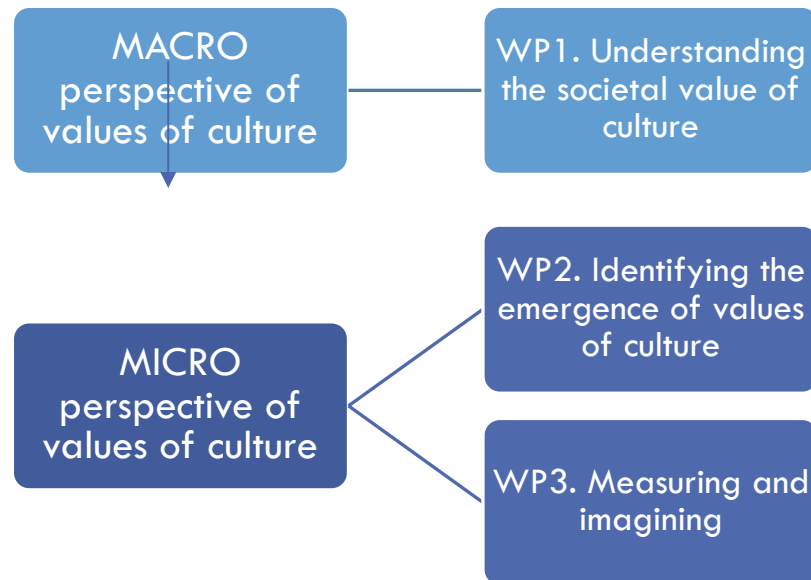 MACRO
perspective of
values of culture
WP1. Understanding
the societal value of
culture
MICRO
perspective of
values of culture
WP2. Identifying the
emergence of values
of culture
WP3. Measuring and
imagining